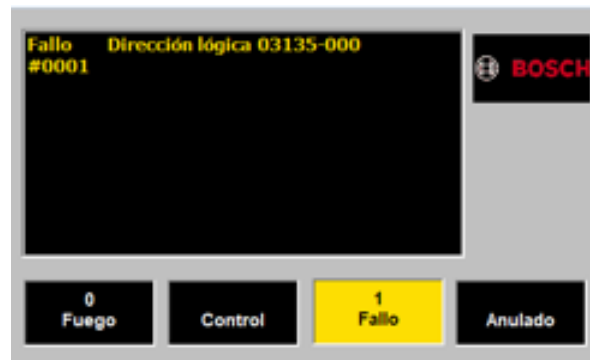 Fallo Dirección lógica 03135-000
#0001
BOSCH
0
Fuego
Control
1
Fallo
Anulado